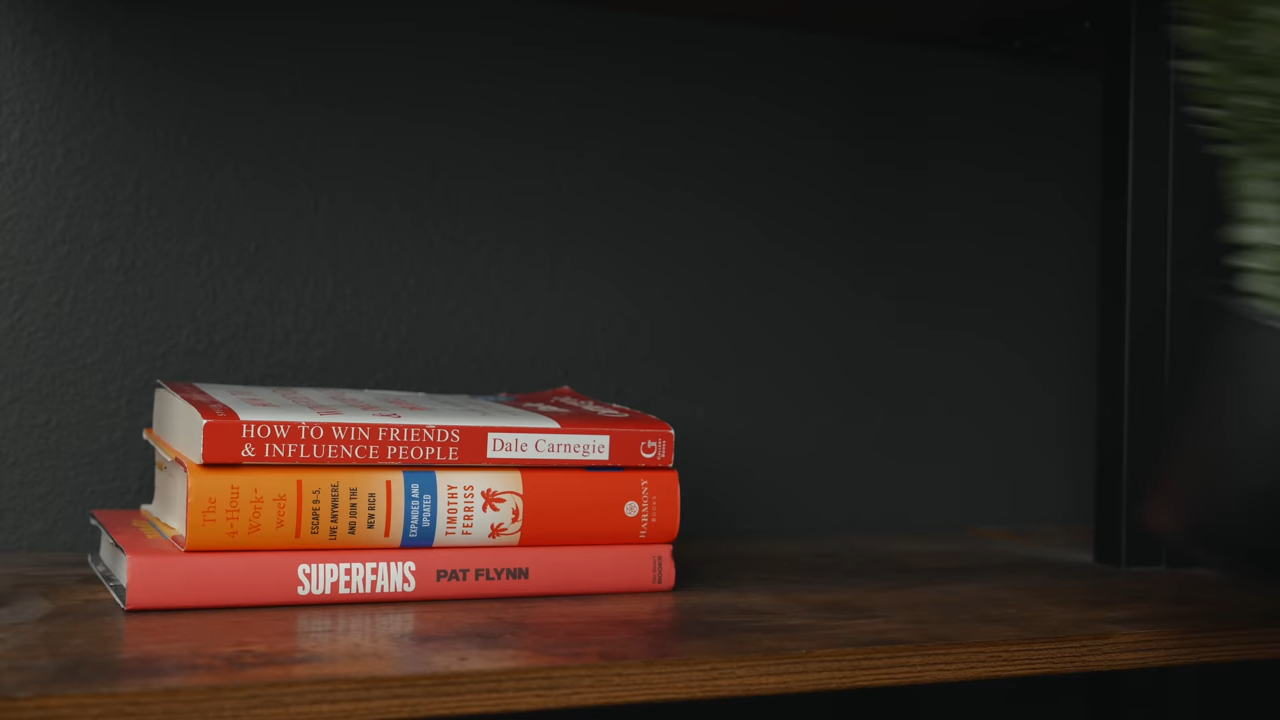 HOW TO WIN FRIENDS
& INFLUENCE PEOPLE
Dale Carnegie
G
The
4-Hour
Work-
week
ESCAPE 9–5,
LIVE ANYWHERE,
AND JOIN THE
NEW RICH
EXPANDED AND
UPDATED
TIMOTHY
FERRISS
HARMONY
BOOKS
SUPERFANS
PAT FLYNN